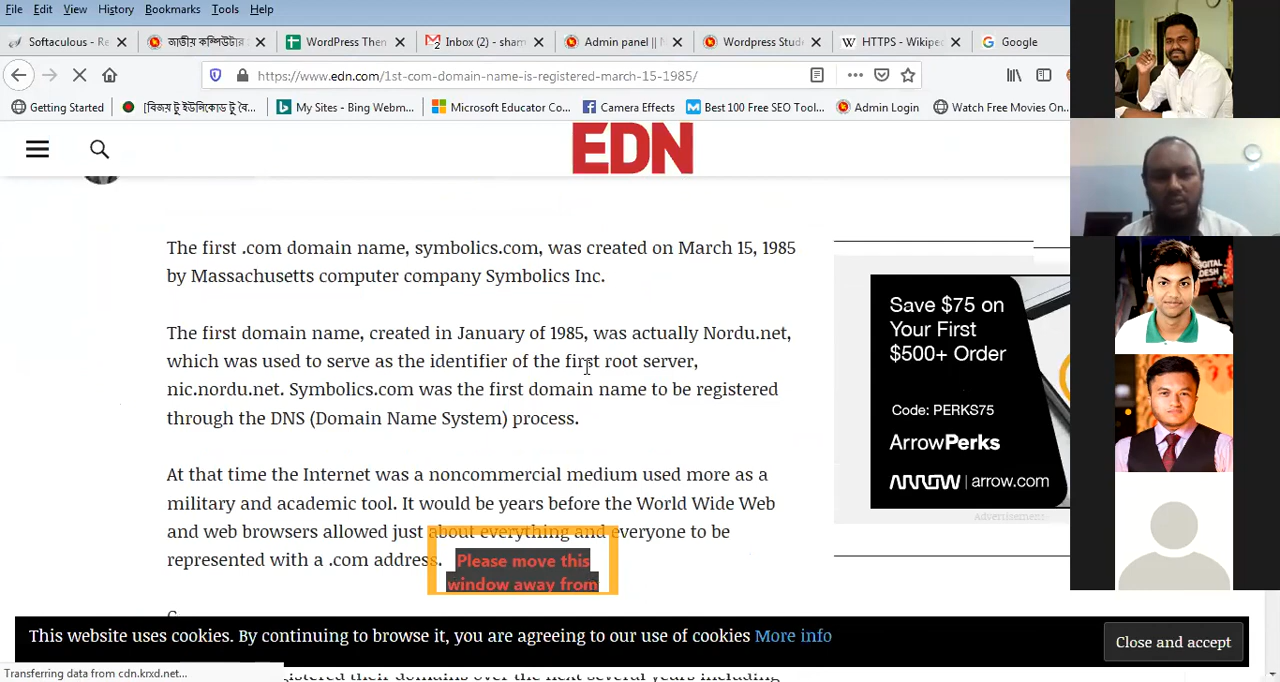 File Edit View History Bookmarks Tools Help
Softaculous - Re
জাতীয় কম্পিউটার
WordPress Then
Inbox (2) - sham
Admin panel || N
Wordpress Stud
HTTPS - Wikiped
Google
https://www.edn.com/1st-com-domain-name-is-registered-march-15-1985/
Getting Started
[বিজয় টু ইউনিকোড টু বৈ...
My Sites - Bing Webm...
Microsoft Educator Co...
Camera Effects
Best 100 Free SEO Tool...
Admin Login
Watch Free Movies On...
EDN
The first .com domain name, symbolics.com, was created on March 15, 1985
by Massachusetts computer company Symbolics Inc.
The first domain name, created in January of 1985, was actually Nordu.net,
which was used to serve as the identifier of the first root server,
nic.nordu.net. Symbolics.com was the first domain name to be registered
through the DNS (Domain Name System) process.
At that time the Internet was a noncommercial medium used more as a
military and academic tool. It would be years before the World Wide Web
and web browsers allowed just about everything and everyone to be
represented with a .com address.
Please move this
window away from
Save $75 on
Your First
$500+ Order
Code: PERKS75
ArrowPerks
ARROW | arrow.com
Advertisement
This website uses cookies. By continuing to browse it, you are agreeing to our use of cookies More info
Close and accept
Transferring data from cdn.krxd.net...
gistered their domains over the next several years including